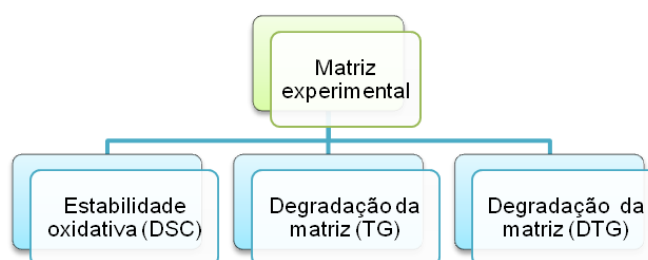 Matriz
experimental
Estabilidade
oxidativa (DSC)
Degradação da
matriz (TG)
Degradação da
matriz (DTG)